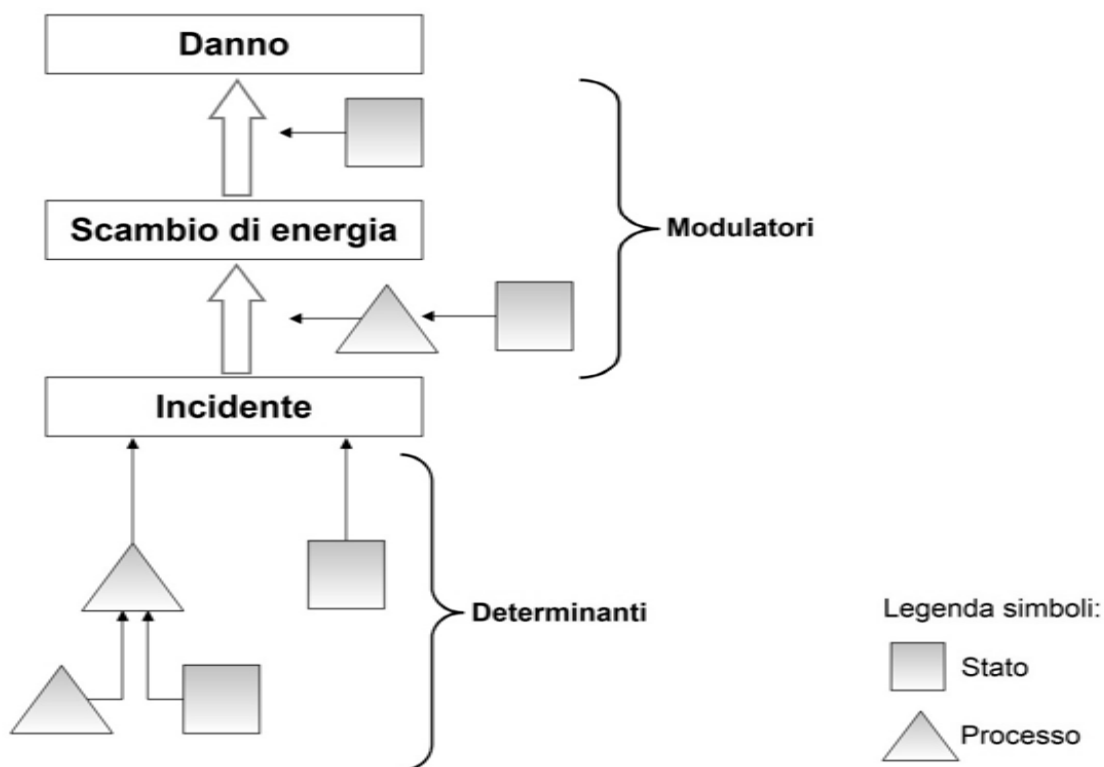 Danno
Scambio di energia
Modulatori
Incidente
Determinanti
Legenda simboli:
Stato
Processo